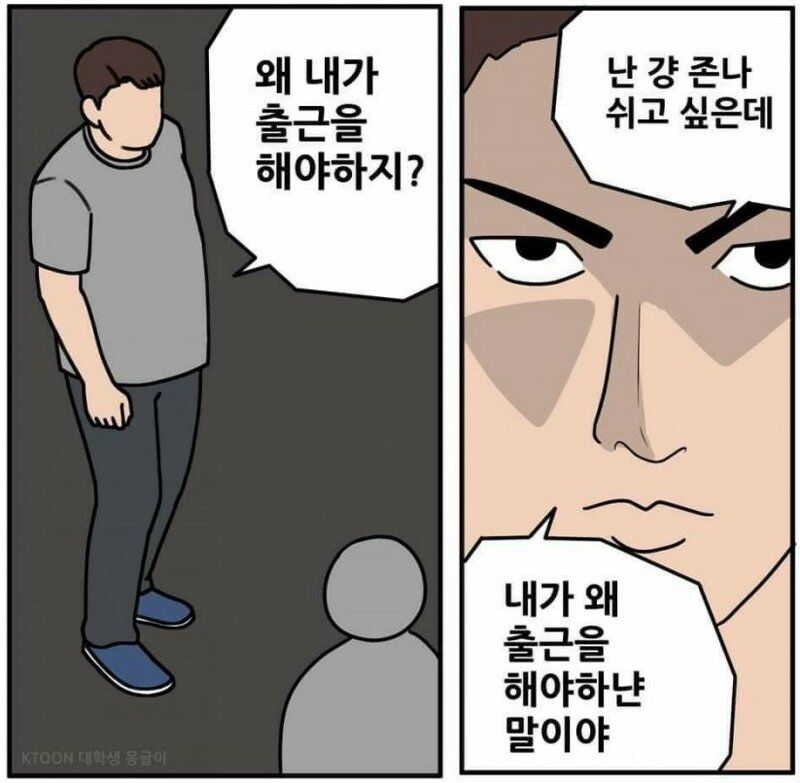 왜 내가
출근을
해야하지?
난 걍 존나
쉬고 싶은데
내가 왜
출근을
해야하냔
말이야
KTOON 대학생 몽글이